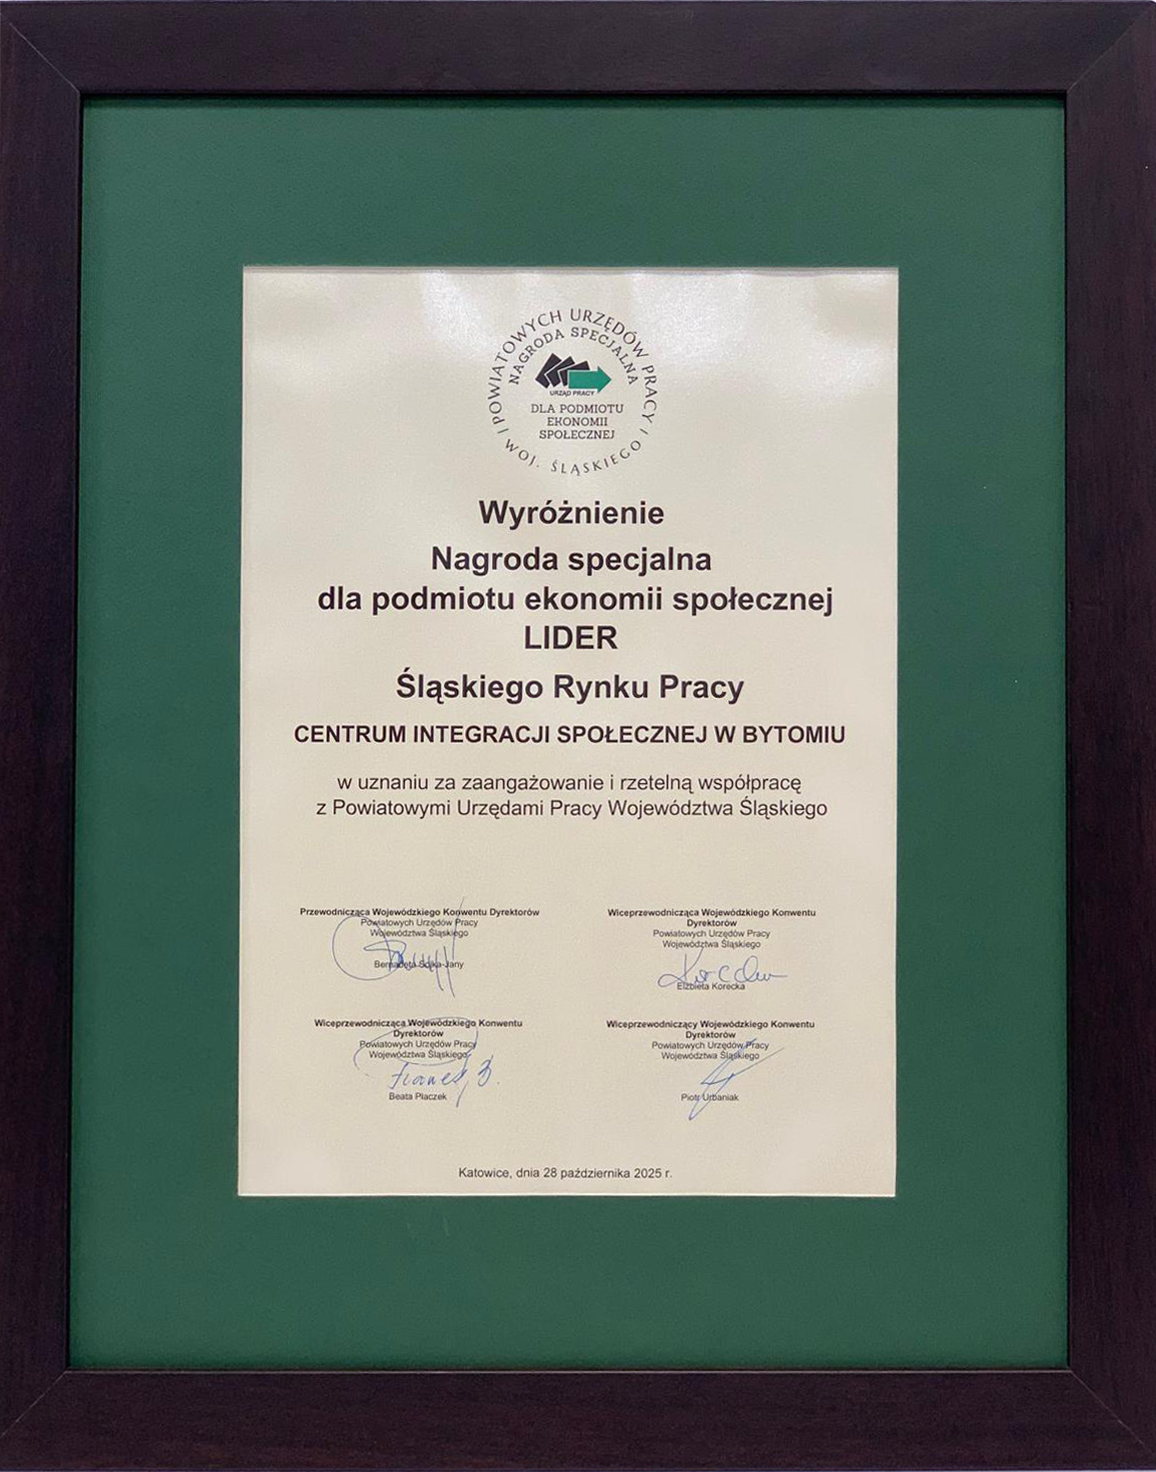 POWIATOWYCH URZĘDÓW PRACY
NAGRODA SPECJALNA
URZĄD PRACY
DLA PODMIOTU
EKONOMII
SPOŁECZNEJ
WOJ. ŚLĄSKIEGO
Wyróżnienie
Nagroda specjalna
dla podmiotu ekonomii społecznej
LIDER
Śląskiego Rynku Pracy
CENTRUM INTEGRACJI SPOŁECZNEJ W BYTOMIU
w uznaniu za zaangażowanie i rzetelną współpracę
z Powiatowymi Urzędami Pracy Województwa Śląskiego
Przewodnicząca Wojewódzkiego Konwentu Dyrektorów
Powiatowych Urzędów Pracy
Województwa Śląskiego
Bernadeta Sojka-Jany
Wiceprzewodnicząca Wojewódzkiego Konwentu
Dyrektorów
Powiatowych Urzędów Pracy
Województwa Śląskiego
Elżbieta Korecka
Wiceprzewodnicząca Wojewódzkiego Konwentu
Dyrektorów
Powiatowych Urzędów Pracy
Województwa Śląskiego
Beata Płaczek
Wiceprzewodniczący Wojewódzkiego Konwentu
Dyrektorów
Powiatowych Urzędów Pracy
Województwa Śląskiego
Piotr Urbaniak
Katowice, dnia 28 października 2025 r.